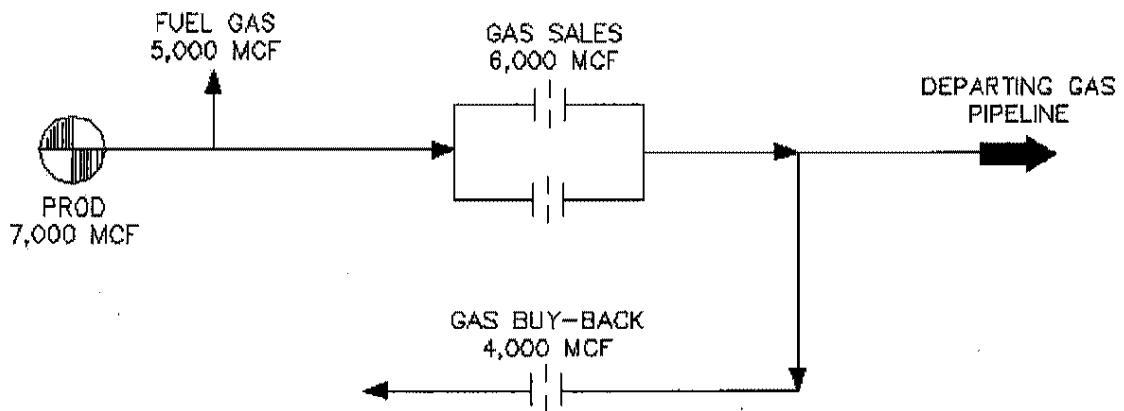 FUEL GAS
5,000 MCF
GAS SALES
6,000 MCF
DEPARTING GAS
PIPELINE
PROD
7,000 MCF
GAS BUY-BACK
4,000 MCF